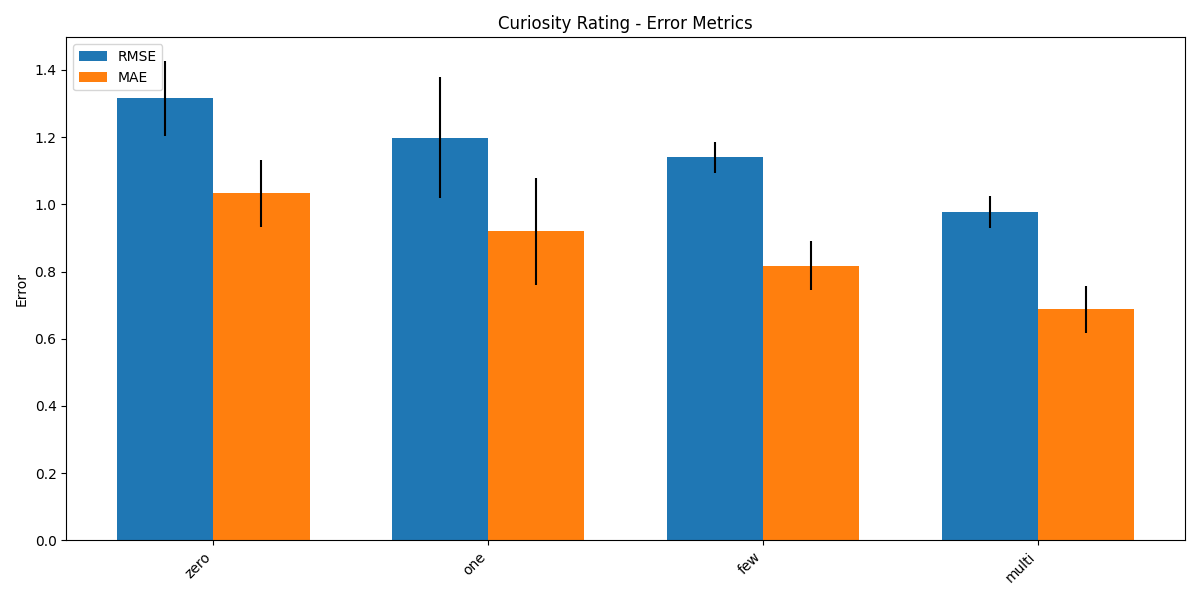 Curiosity Rating - Error Metrics
RMSE
MAE
Error
1.4
1.2
1.0
0.8
0.6
0.4
0.2
0.0
zero
one
few
multi